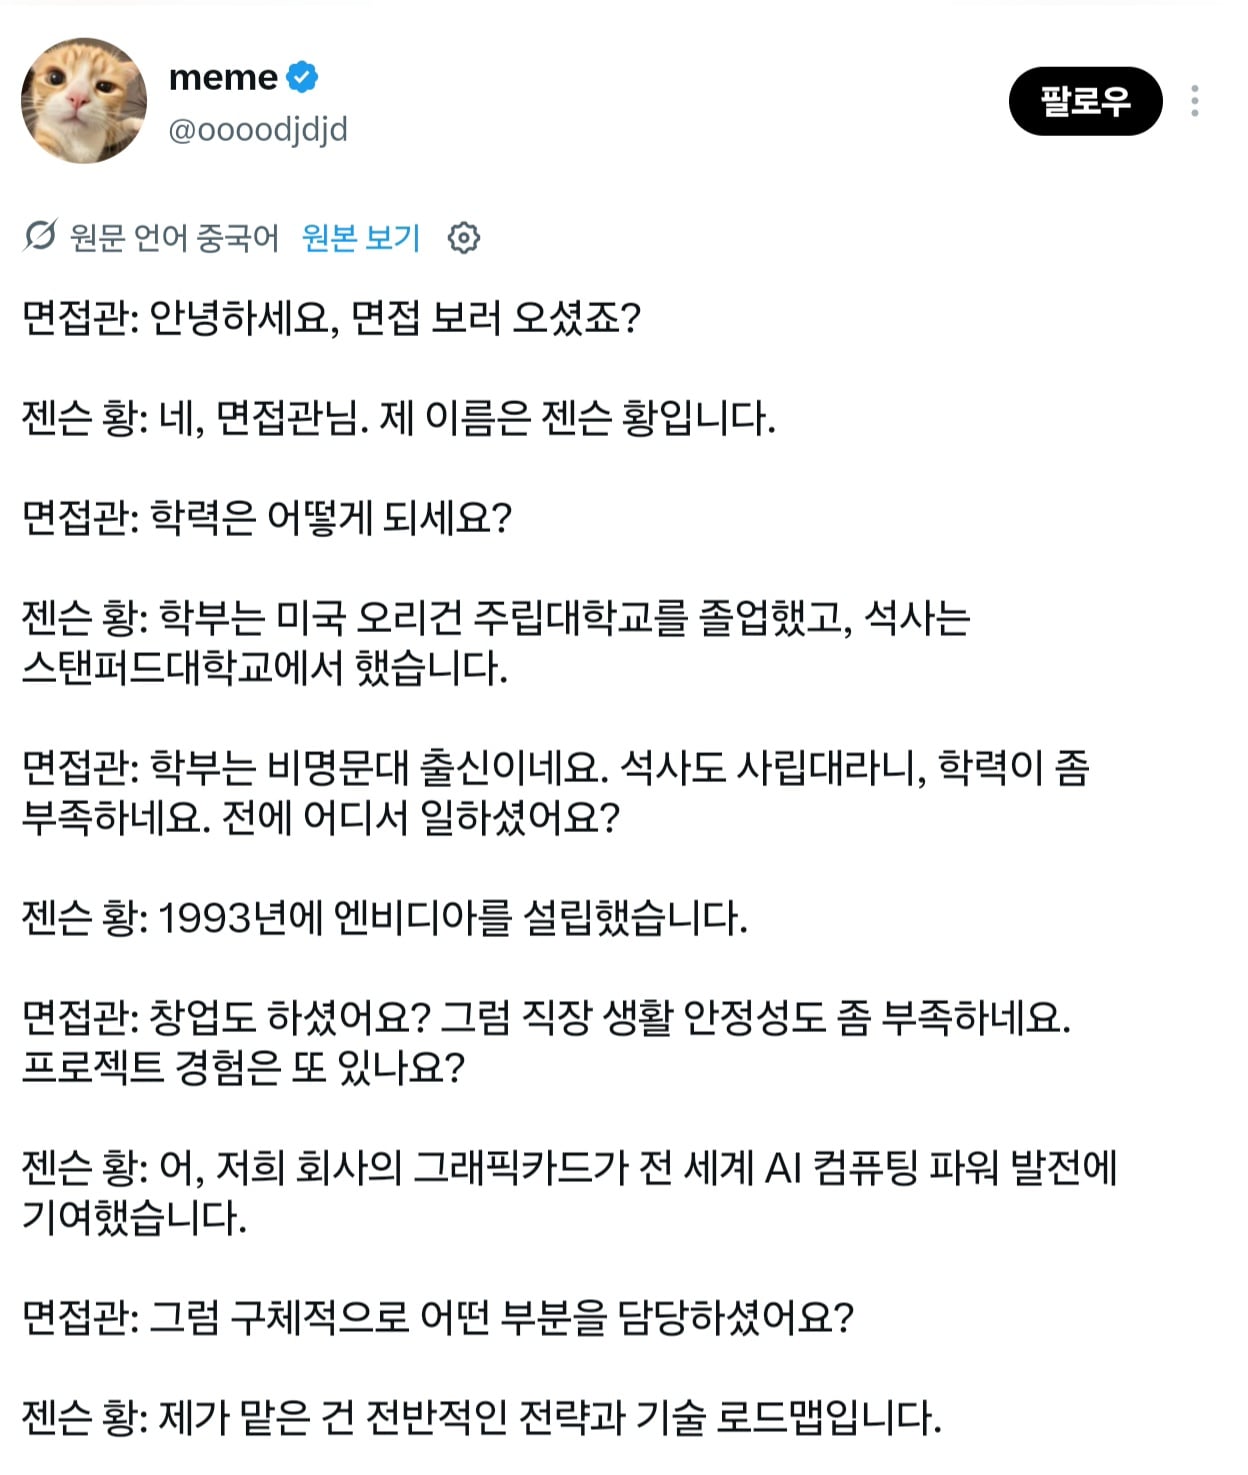 meme
@oooodjdjd
팔로우
원문 언어 중국어 원본 보기
면접관: 안녕하세요, 면접 보러 오셨죠?
젠슨 황: 네, 면접관님. 제 이름은 젠슨 황입니다.
면접관: 학력은 어떻게 되세요?
젠슨 황: 학부는 미국 오리건 주립대학교를 졸업했고, 석사는
스탠퍼드대학교에서 했습니다.
면접관: 학부는 비명문대 출신이네요. 석사도 사립대라니, 학력이 좀
부족하네요. 전에 어디서 일하셨어요?
젠슨 황: 1993년에 엔비디아를 설립했습니다.
면접관: 창업도 하셨어요? 그럼 직장 생활 안정성도 좀 부족하네요.
프로젝트 경험은 또 있나요?
젠슨 황: 어, 저희 회사의 그래픽카드가 전 세계 AI 컴퓨팅 파워 발전에
기여했습니다.
면접관: 그럼 구체적으로 어떤 부분을 담당하셨어요?
젠슨 황: 제가 맡은 건 전반적인 전략과 기술 로드맵입니다.